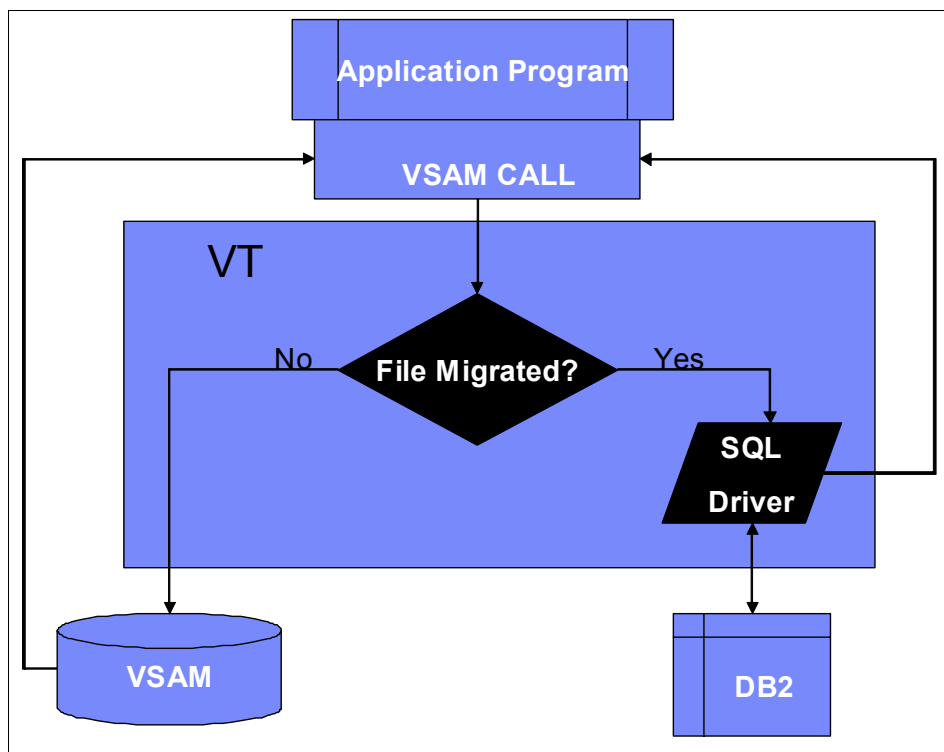 Application Program
VSAM CALL
VT
No
File Migrated?
Yes
SQL
Driver
VSAM
DB2